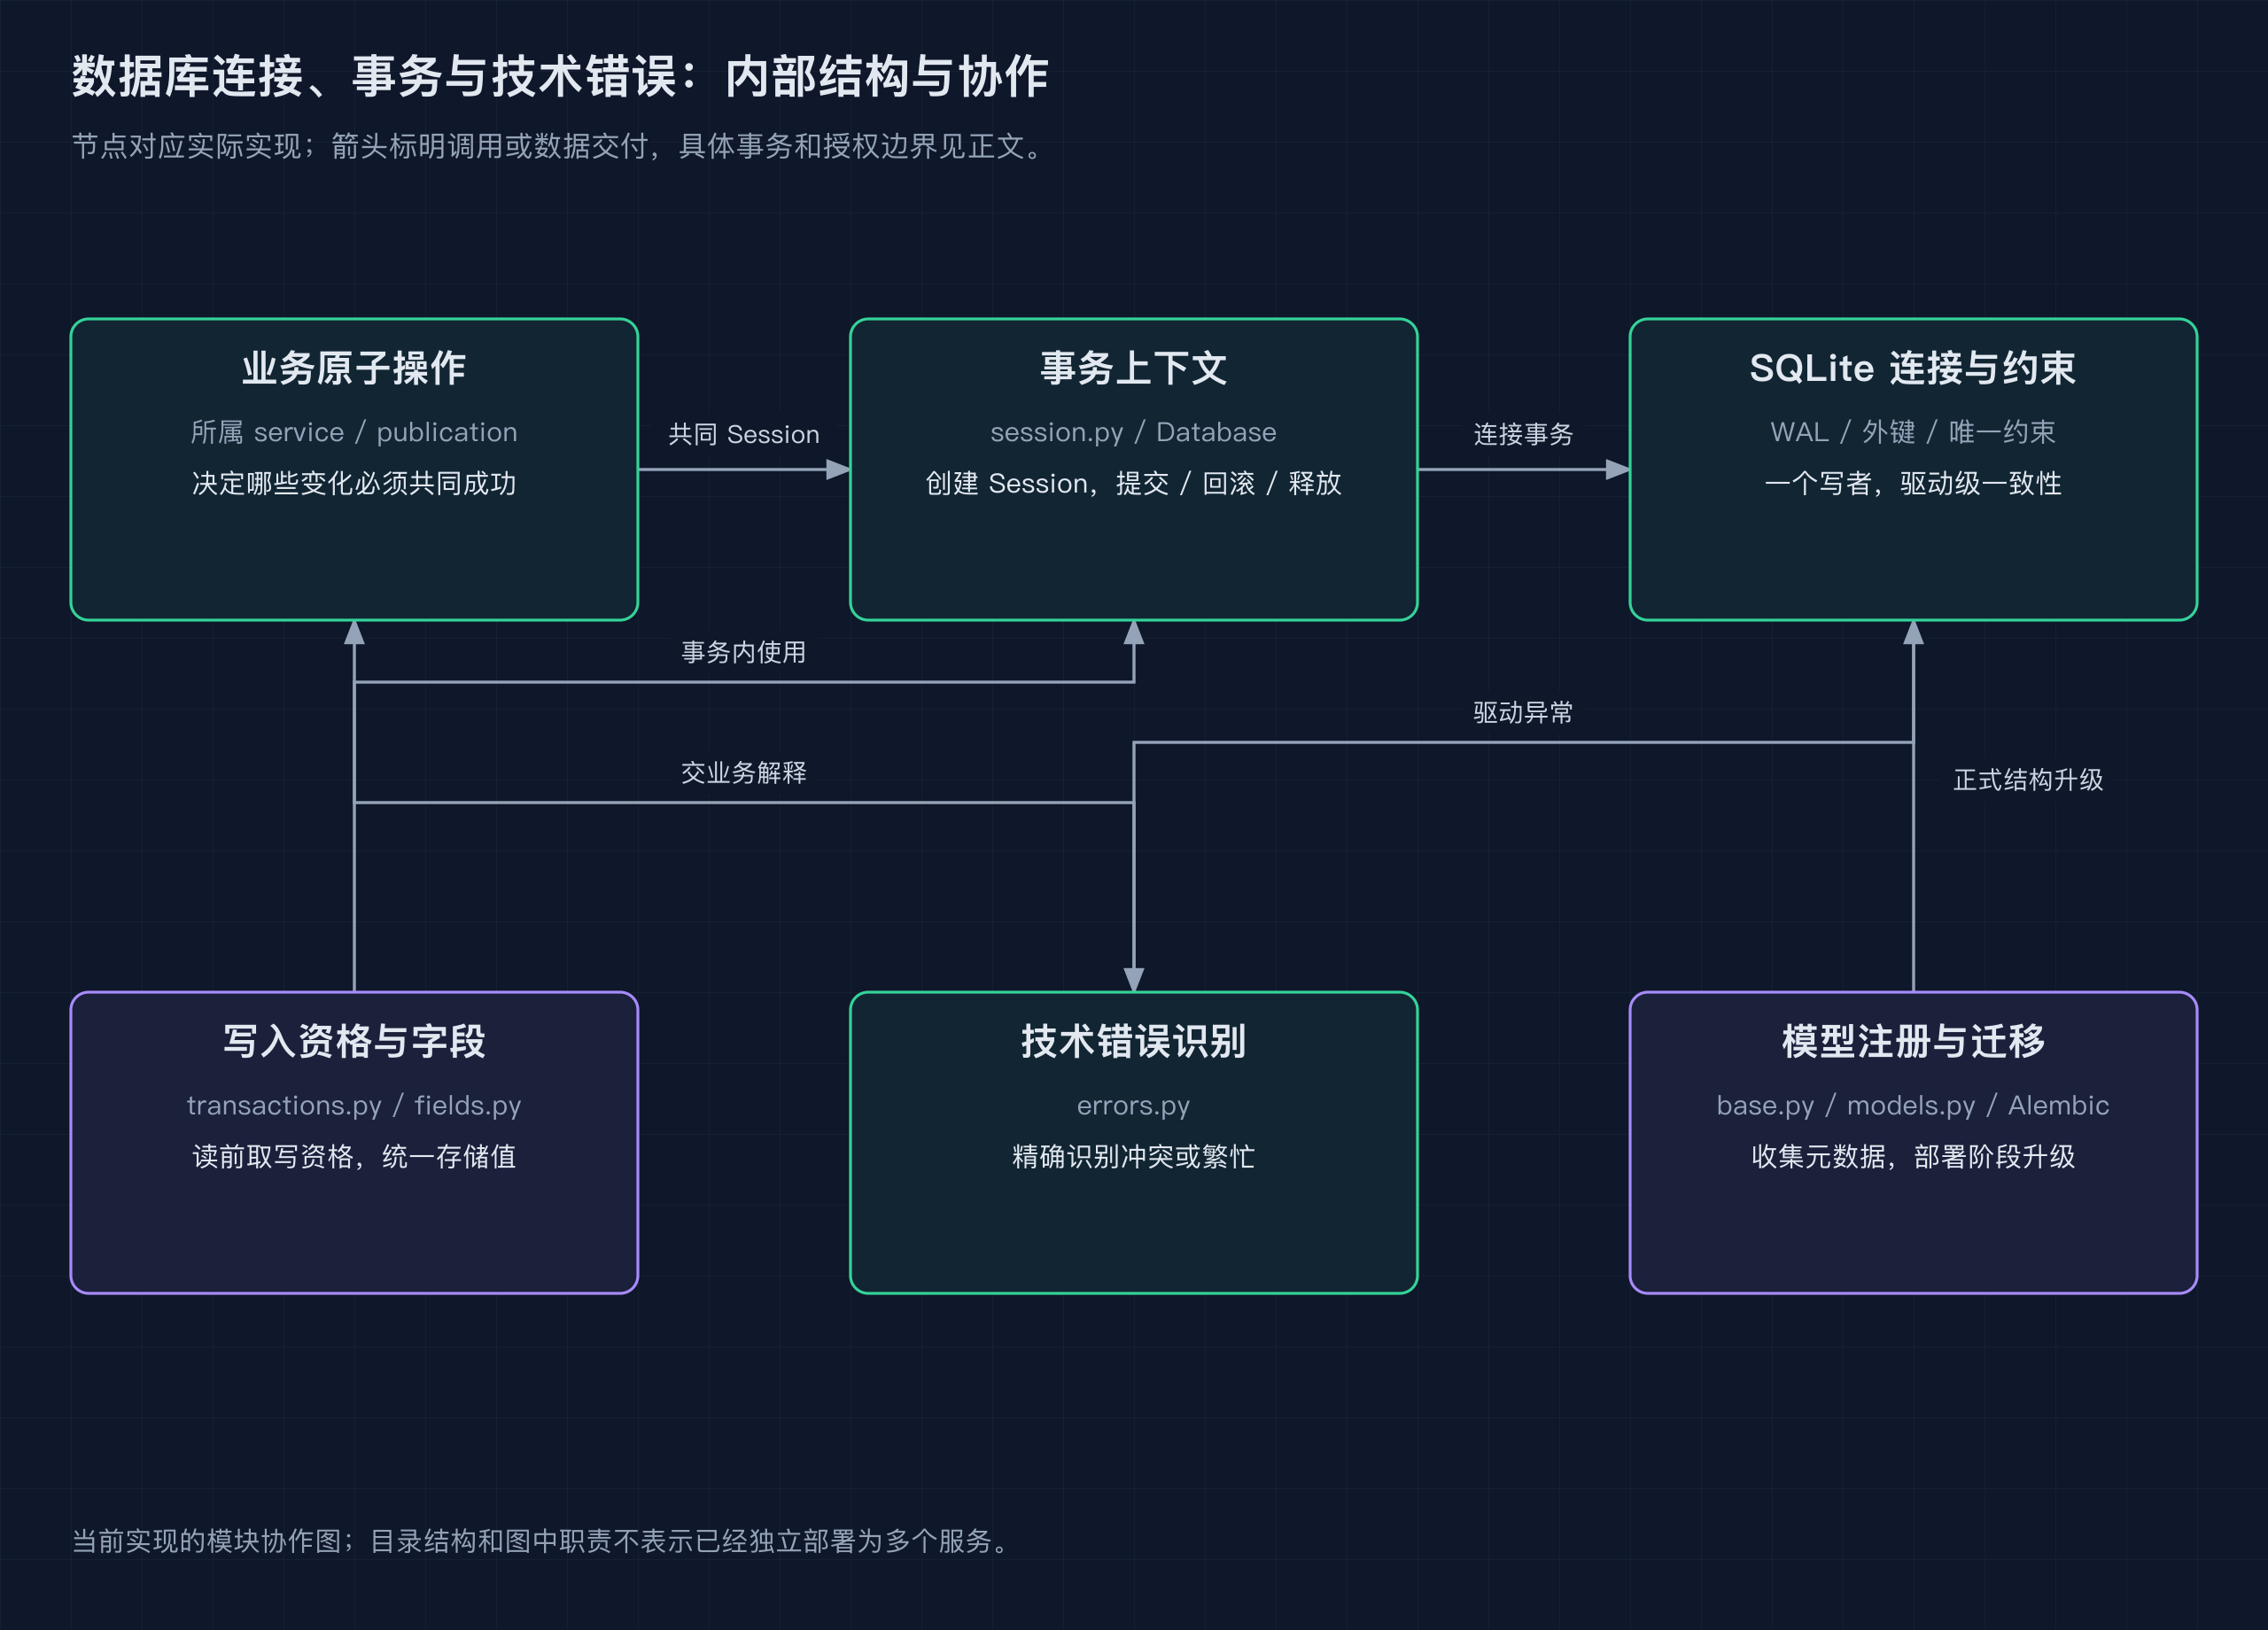 数据库连接、事务与技术错误：内部结构与协作
节点对应实际实现；箭头标明调用或数据交付，具体事务和授权边界见正文。
业务原子操作
所属 service / publication
决定哪些变化必须共同成功
共同 Session
事务上下文
session.py / Database
创建 Session，提交 / 回滚 / 释放
连接事务
SQLite 连接与约束
WAL / 外键 / 唯一约束
一个写者，驱动级一致性
事务内使用
驱动异常
交业务解释
正式结构升级
写入资格与字段
transactions.py / fields.py
读前取写资格，统一存储值
技术错误识别
errors.py
精确识别冲突或繁忙
模型注册与迁移
base.py / models.py / Alembic
收集元数据，部署阶段升级
当前实现的模块协作图；目录结构和图中职责不表示已经独立部署为多个服务。